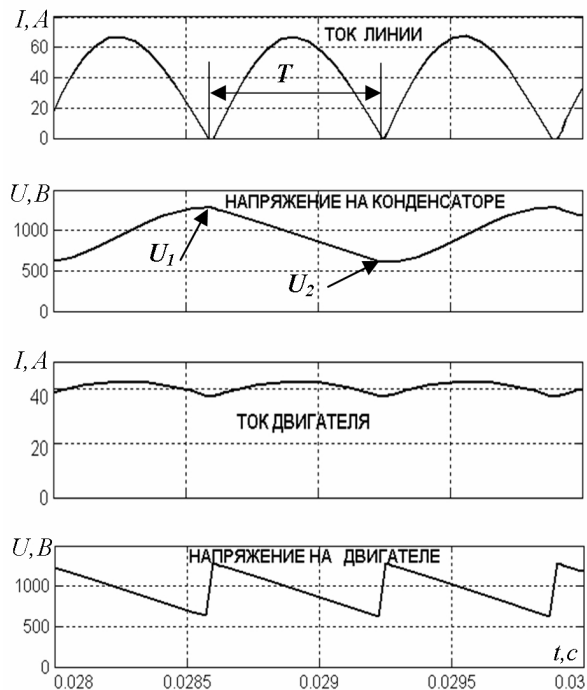 I,A
60
40
20
0
ТОК ЛИНИИ
T
U,В
1000
500
0
НАПРЯЖЕНИЕ НА КОНДЕНСАТОРЕ
U1
U2
I,A
40
20
0
ТОК ДВИГАТЕЛЯ
U,В
1000
500
0
НАПРЯЖЕНИЕ НА ДВИГАТЕЛЕ
t,c
0.028
0.0285
0.029
0.0295
0.03